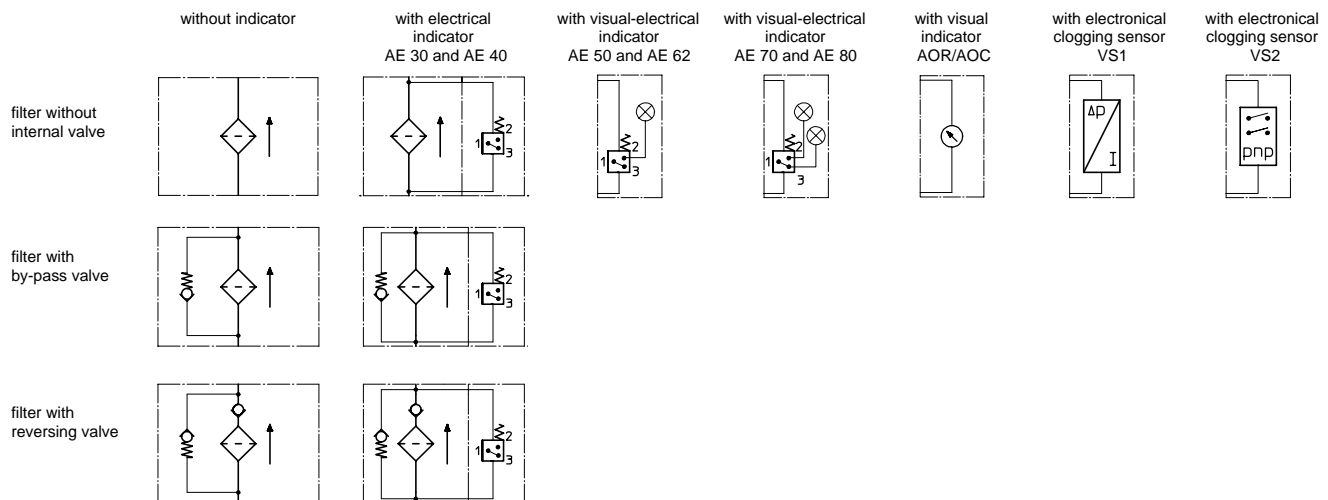 without indicator
with electrical
indicator
AE 30 and AE 40
with visual-electrical
indicator
AE 50 and AE 62
with visual-electrical
indicator
AE 70 and AE 80
with visual
indicator
AOR/AOC
with electronical
clogging sensor
VS1
with electronical
clogging sensor
VS2
filter without
internal valve
1
2
3
1
2
3
1
2
3
Δp
I
pnp
filter with
by-pass valve
1
2
3
filter with
reversing valve
1
2
3